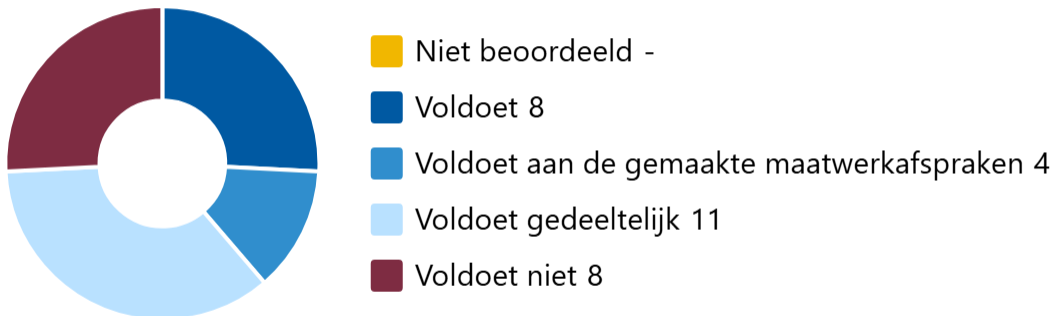 Niet beoordeeld -
Voldoet 8
Voldoet aan de gemaakte maatwerkafspraken 4
Voldoet gedeeltelijk 11
Voldoet niet 8